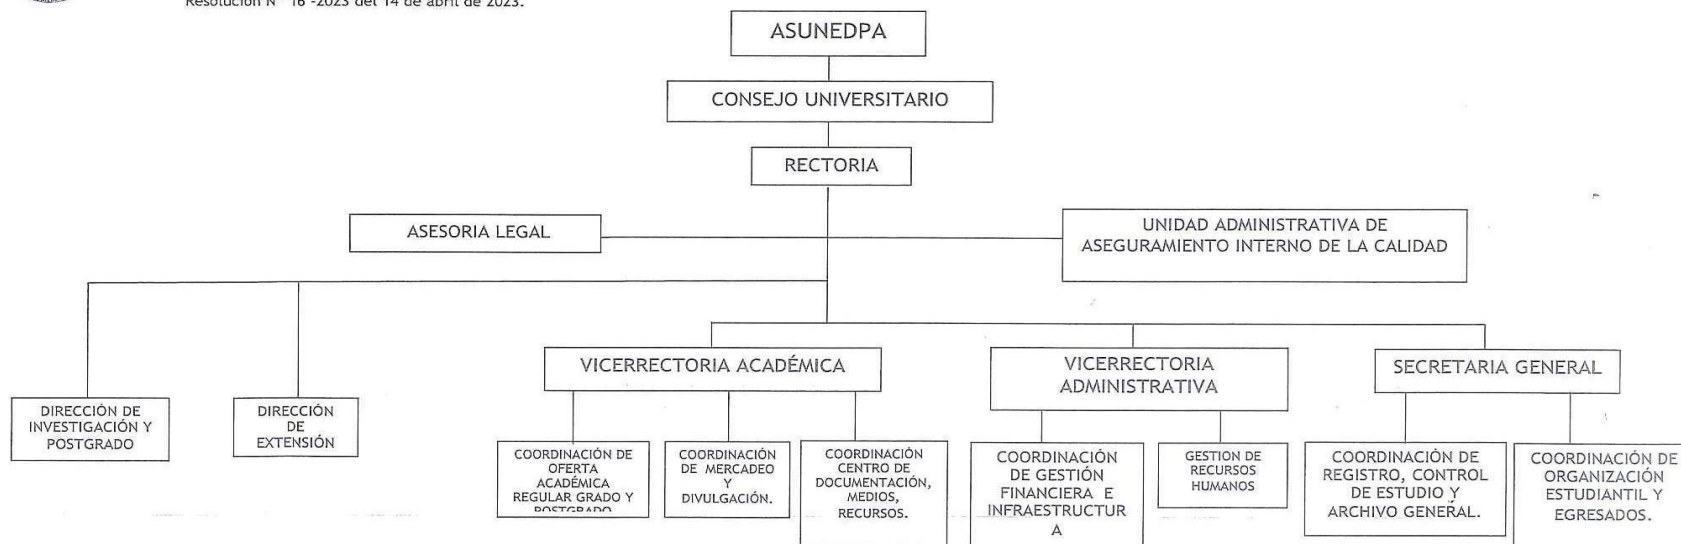 Resolución N° 16 -2023 del 14 de abril de 2023.
ASUNEDPA
CONSEJO UNIVERSITARIO
RECTORIA
ASESORIA LEGAL
UNIDAD ADMINISTRATIVA DE
ASEGURAMIENTO INTERNO DE LA CALIDAD
VICERRECTORIA ACADÉMICA
VICERRECTORIA
ADMINISTRATIVA
SECRETARIA GENERAL
DIRECCIÓN DE
INVESTIGACIÓN Y
POSTGRADO
DIRECCIÓN
DE
EXTENSIÓN
COORDINACIÓN DE
OFERTA
ACADÉMICA
REGULAR GRADO Y
POSTGRADO
COORDINACIÓN
DE MERCADEO
Y
DIVULGACIÓN.
COORDINACIÓN
CENTRO DE
DOCUMENTACIÓN,
MEDIOS,
RECURSOS.
COORDINACIÓN
DE GESTIÓN
FINANCIERA E
INFRAESTRUCTUR
A
GESTION DE
RECURSOS
HUMANOS
COORDINACIÓN DE
REGISTRO, CONTROL
DE ESTUDIO Y
ARCHIVO GENERAL.
COORDINACIÓN DE
ORGANIZACIÓN
ESTUDIANTIL Y
EGRESADOS.